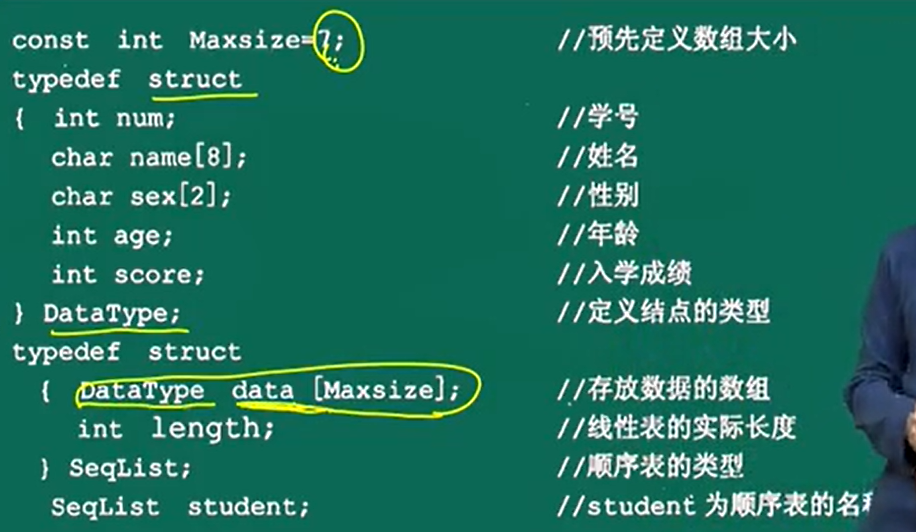 const int Maxsize=7; //预先定义数组大小
typedef struct
{ int num; //学号
char name[8]; //姓名
char sex[2]; //性别
int age; //年龄
int score; //入学成绩
} DataType; //定义结点的类型
typedef struct
{ DataType data [Maxsize]; //存放数据的数组
int length; //线性表的实际长度
} SeqList; //顺序表的类型
SeqList student; //student 为顺序表的名称